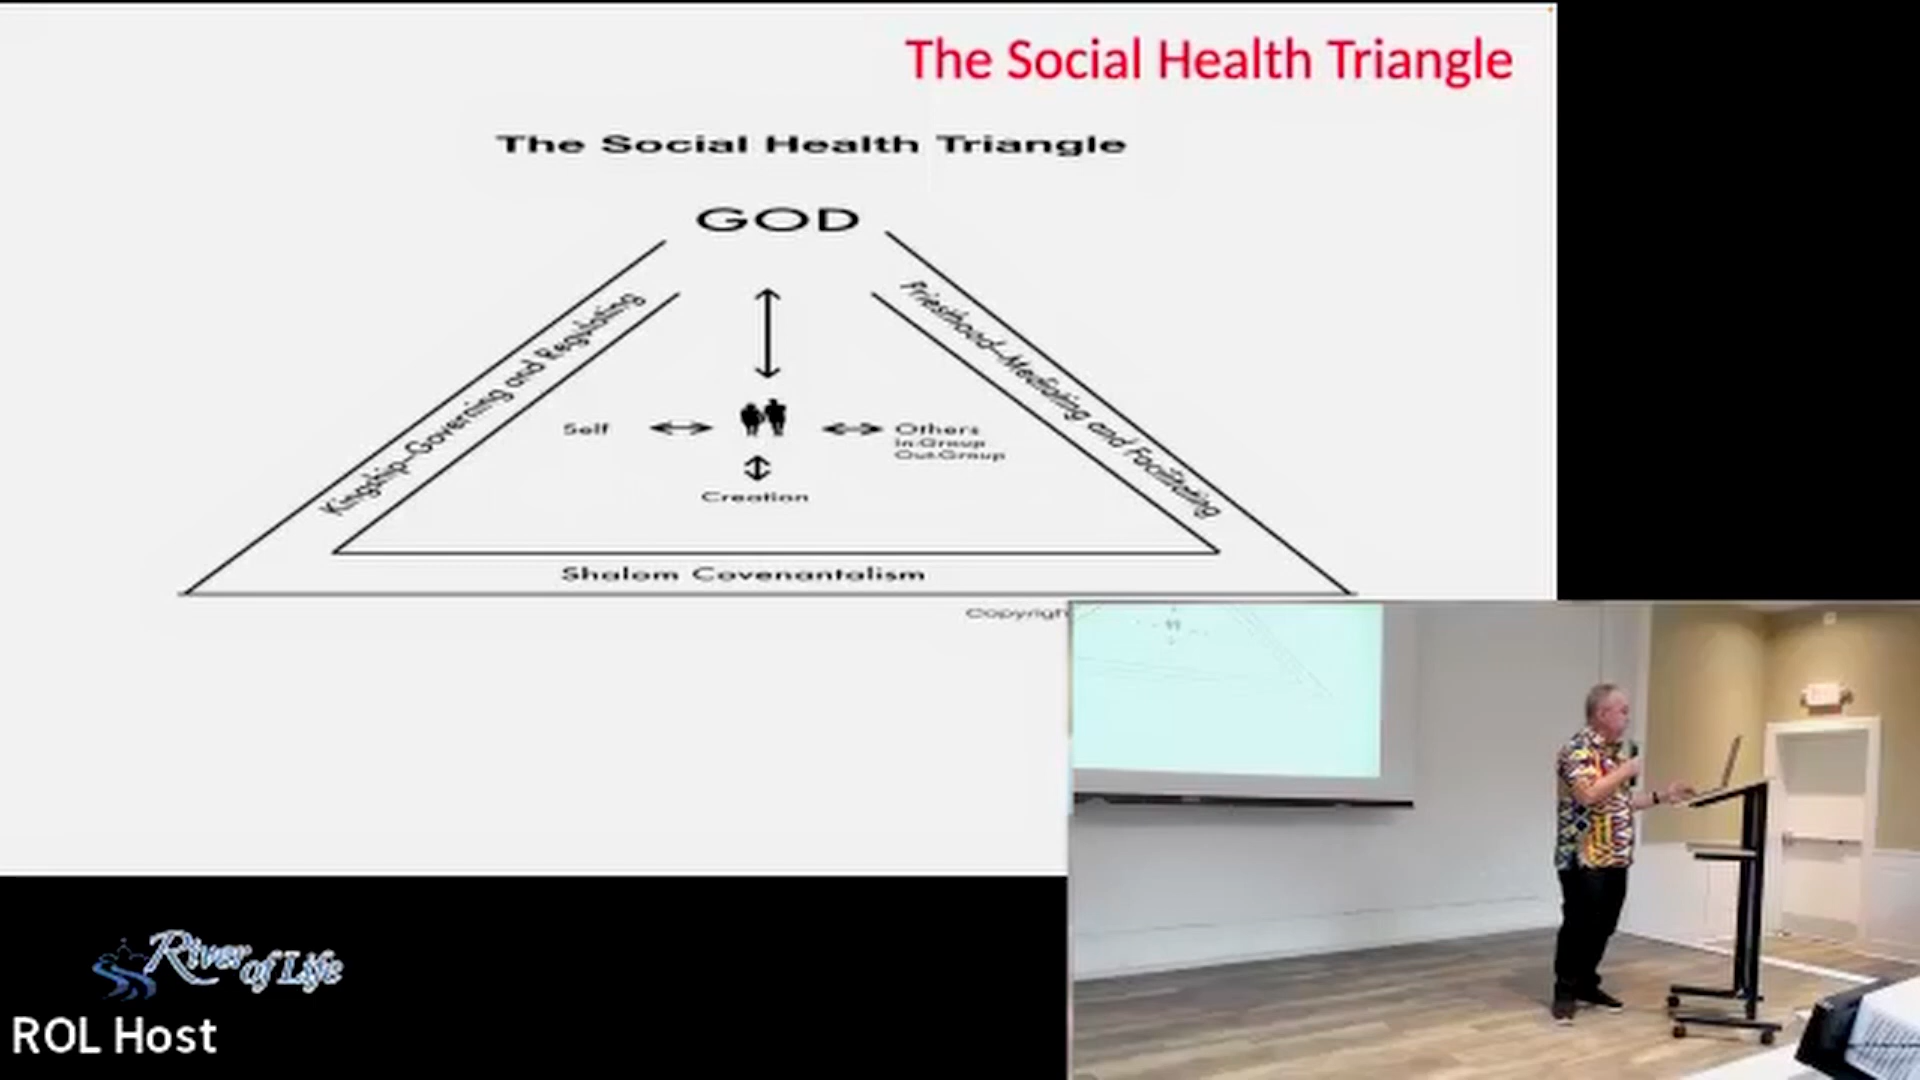 The Social Health Triangle
The Social Health Triangle
GOD
Kingship–Governing and Regulating
Priesthood–Mediating and Facilitating
Self
Others
In-Group
Out-Group
Creation
Shalom Covenantalism
Copyrigh
River of Life
ROL Host